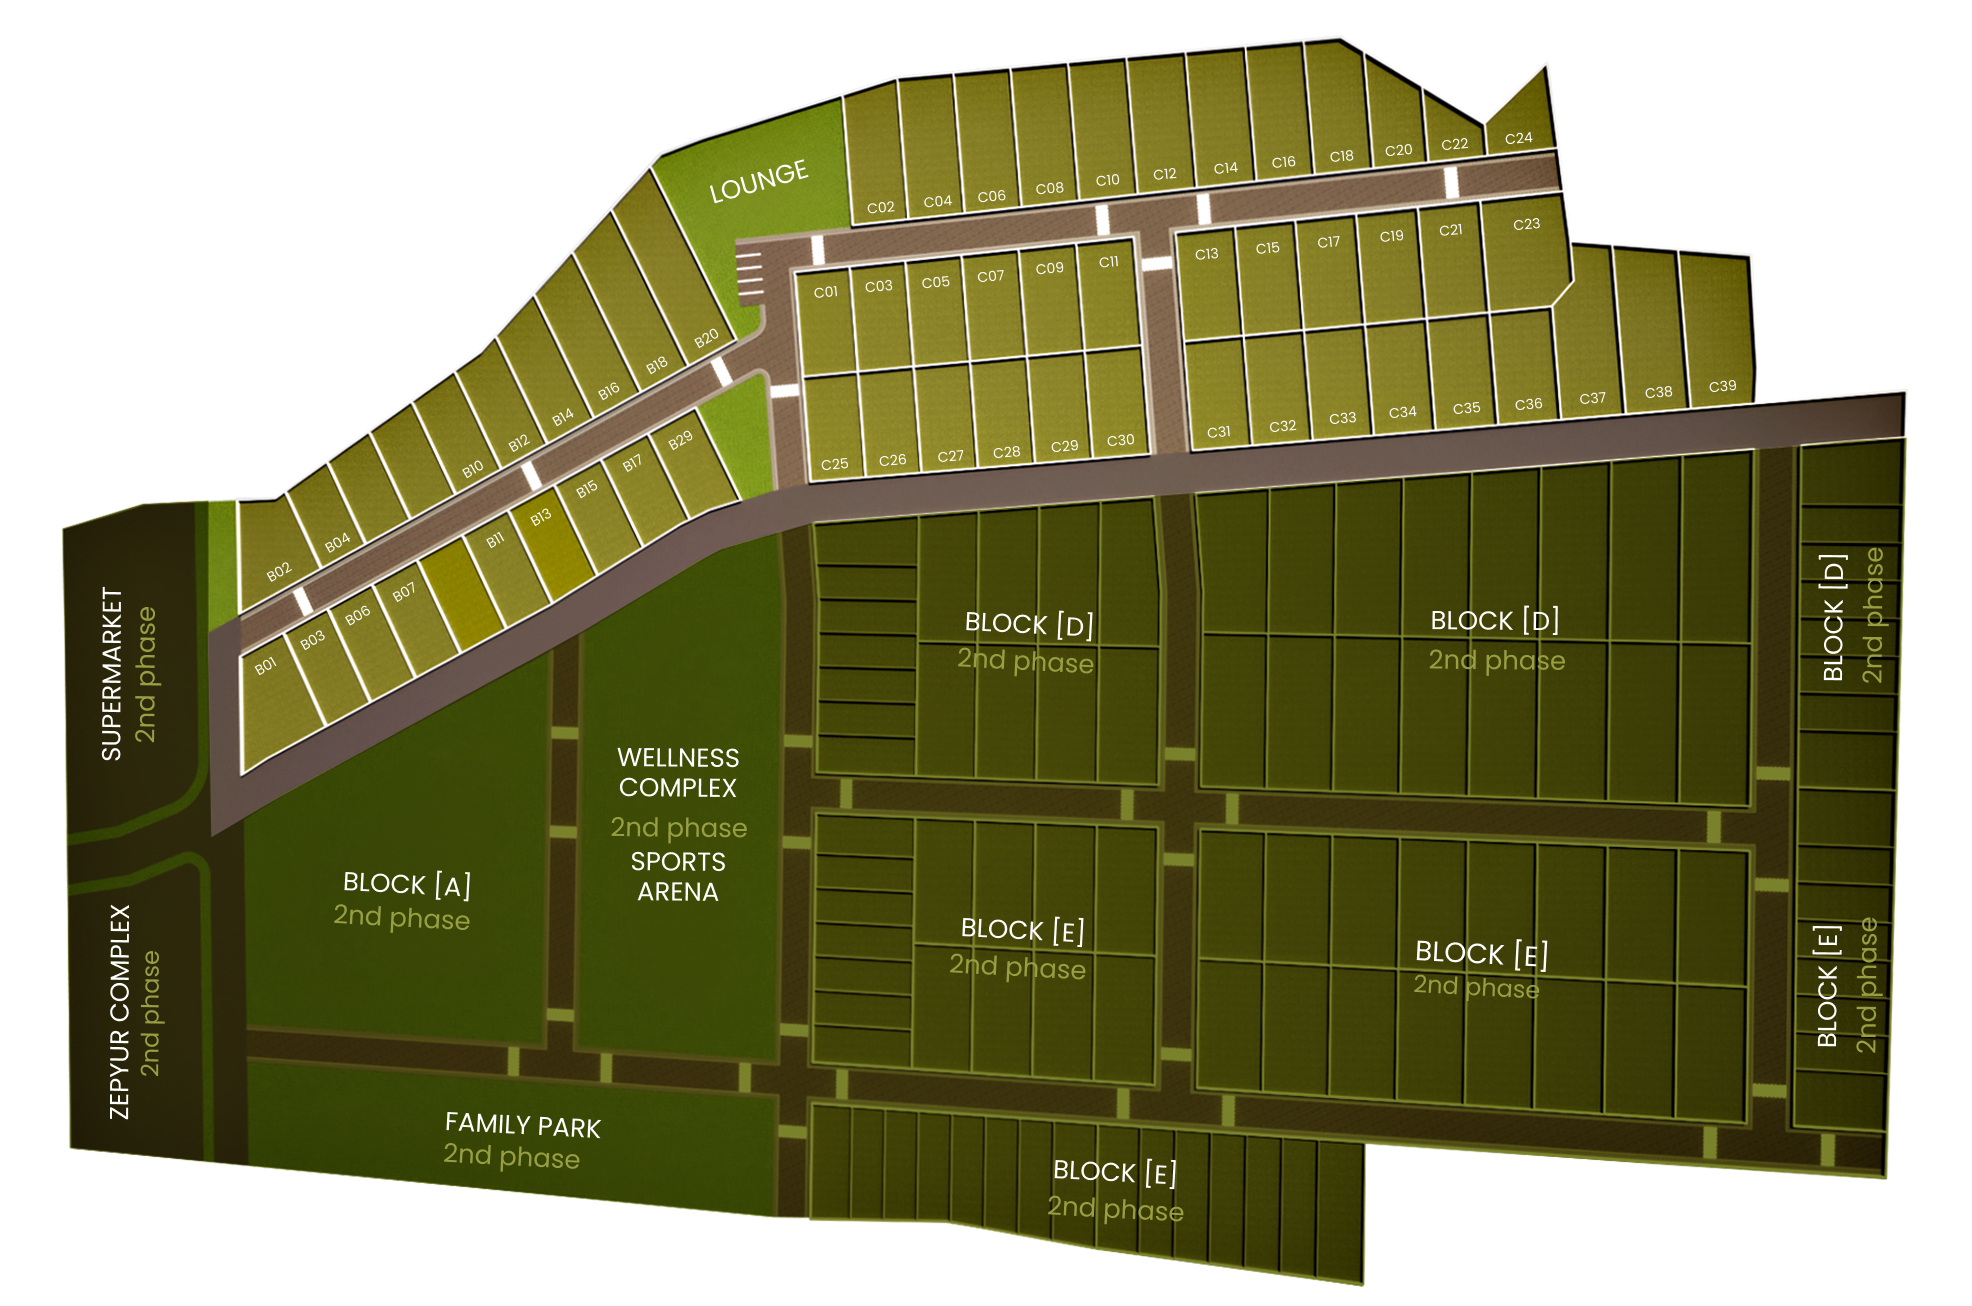 LOUNGE
C02
C04
C06
C08
C10
C12
C14
C16
C18
C20
C22
C24
C01
C03
C05
C07
C09
C11
C13
C15
C17
C19
C21
C23
C25
C26
C27
C28
C29
C30
C31
C32
C33
C34
C35
C36
C37
C38
C39
B20
B18
B16
B14
B12
B10
B04
B02
B29
B17
B15
B13
B11
B07
B06
B03
B01
SUPERMARKET
2nd phase
ZEPYUR COMPLEX
2nd phase
BLOCK [A]
2nd phase
WELLNESS
COMPLEX
2nd phase
SPORTS
ARENA
FAMILY PARK
2nd phase
BLOCK [D]
2nd phase
BLOCK [D]
2nd phase
BLOCK [D]
2nd phase
BLOCK [E]
2nd phase
BLOCK [E]
2nd phase
BLOCK [E]
2nd phase
BLOCK [E]
2nd phase